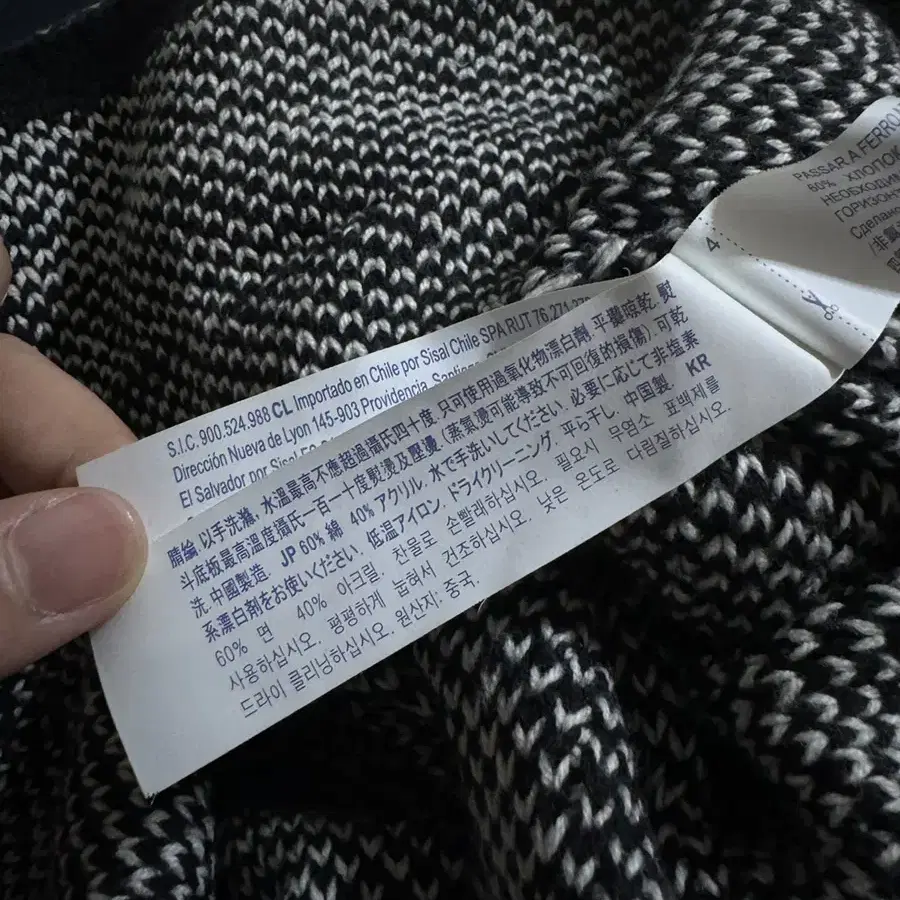 S.I.C. 900.524.988 CL Importado en Chile por Sisal Chile SPA RUT 76.271.
Dirección Nueva de Lyon 145-903 Providencia,
El Salvador por Sisal
腈綸. 以手洗滌, 水溫最高不應超過攝氏四十度. 只可使用過氧化物漂白劑. 平攤晾乾. 熨
斗底板最高溫度攝氏一百一十度熨燙及壓燙 (蒸氣燙可能導致不可回復的損傷). 可乾
洗. 中國製造. JP 60% 綿 40% アクリル. 水で手洗いしてください. 必要に応じて非塩素
系漂白剤をお使いください. 低温アイロン. ドライクリーニング. 平ら干し. 中国製 KR
60% 면 40% 아크릴. 찬물로 손빨래하십시오. 필요시 무염소 표백제를
사용하십시오. 평평하게 눕혀서 건조하십시오. 낮은 온도로 다림질하십시오.
드라이 클리닝하십시오. 원산지: 중국.
4
PASSAR A FERRO
60% ХЛОПОК
НЕОБХОДИМ
ГОРИЗОН
Сделано
/非氯